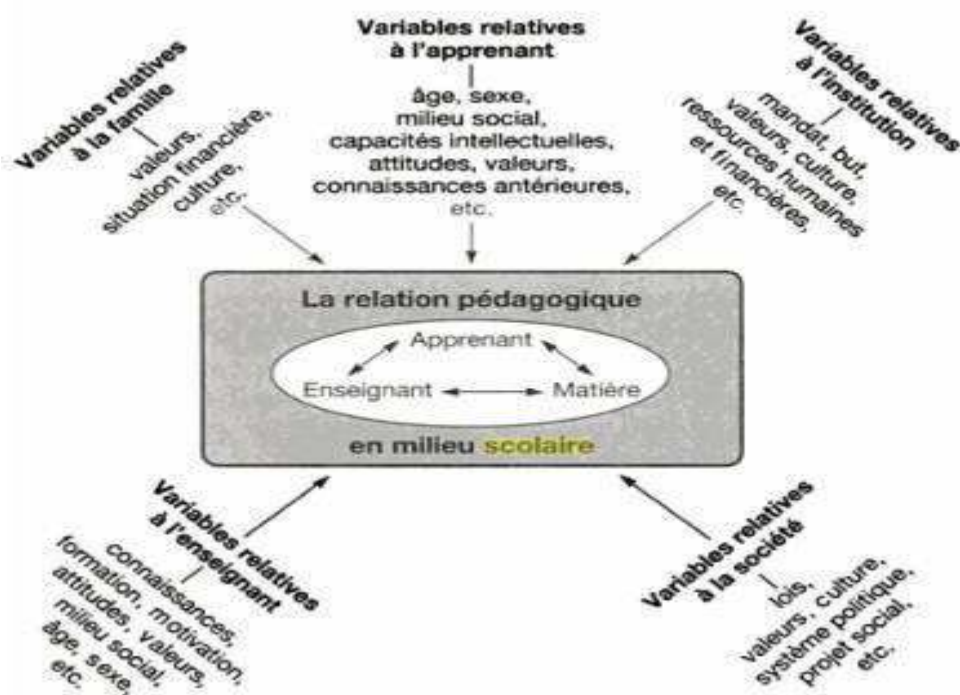 Variables relatives
à la famille
valeurs,
situation financière,
culture,
etc.
Variables relatives
à l'apprenant
âge, sexe,
milieu social,
capacités intellectuelles,
attitudes, valeurs,
connaissances antérieures,
etc.
Variables relatives
à l'institution
mandat, but,
valeurs, culture,
ressources humaines
et financières,
etc.
La relation pédagogique
Apprenant
Enseignant
Matière
en milieu scolaire
Variables relatives
à l'enseignant
connaissances,
formation, motivation,
attitudes, valeurs,
milieu social,
âge, sexe,
etc.
Variables relatives
à la société
lois,
valeurs, culture,
système politique,
projet social,
etc.